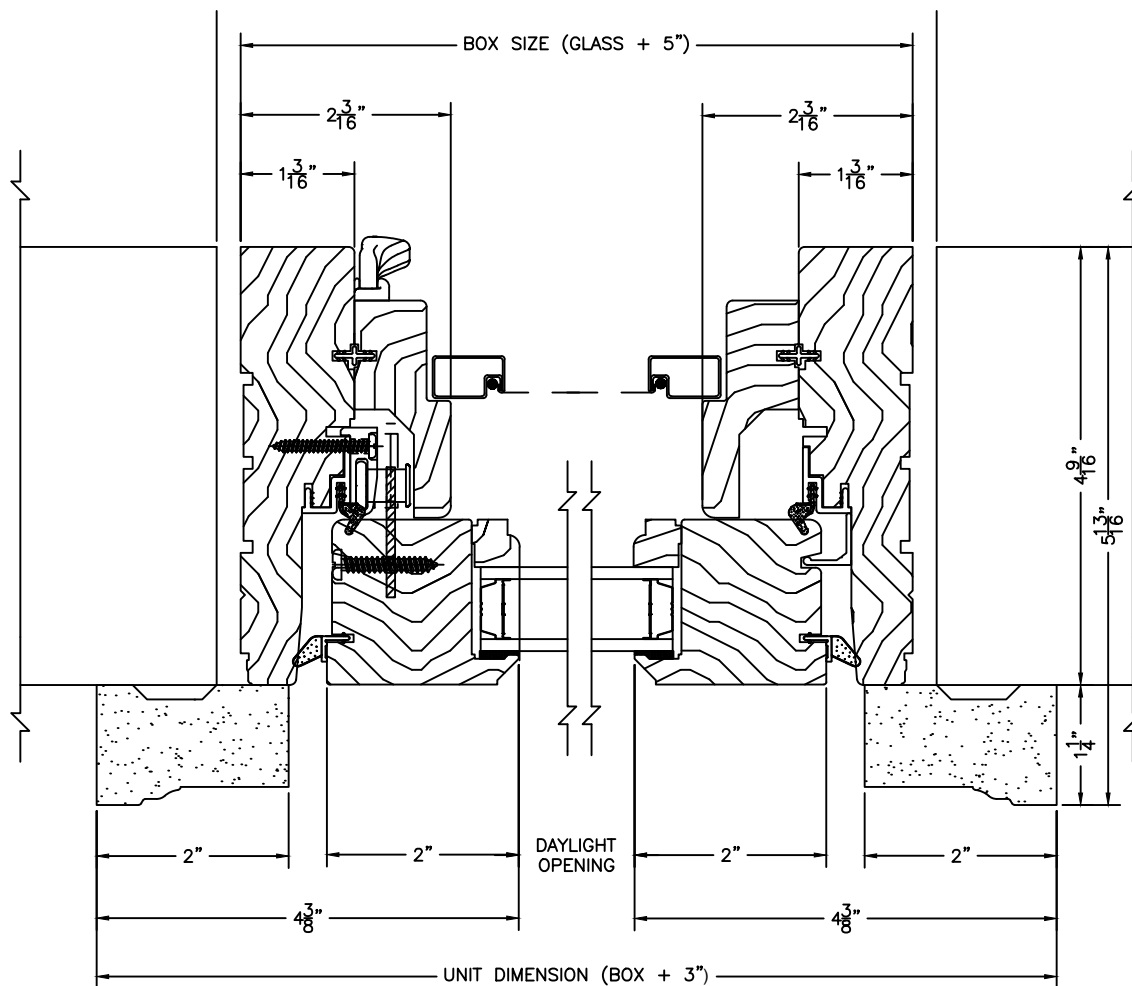 BOX SIZE (GLASS + 5”)
2 3/16” 2 3/16”
1 3/16” 1 3/16”
4 9/16”
5 13/16”
1 1/4”
DAYLIGHT
OPENING
2” 2” 2” 2”
4 3/8” 4 3/8”
UNIT DIMENSION (BOX + 3”)